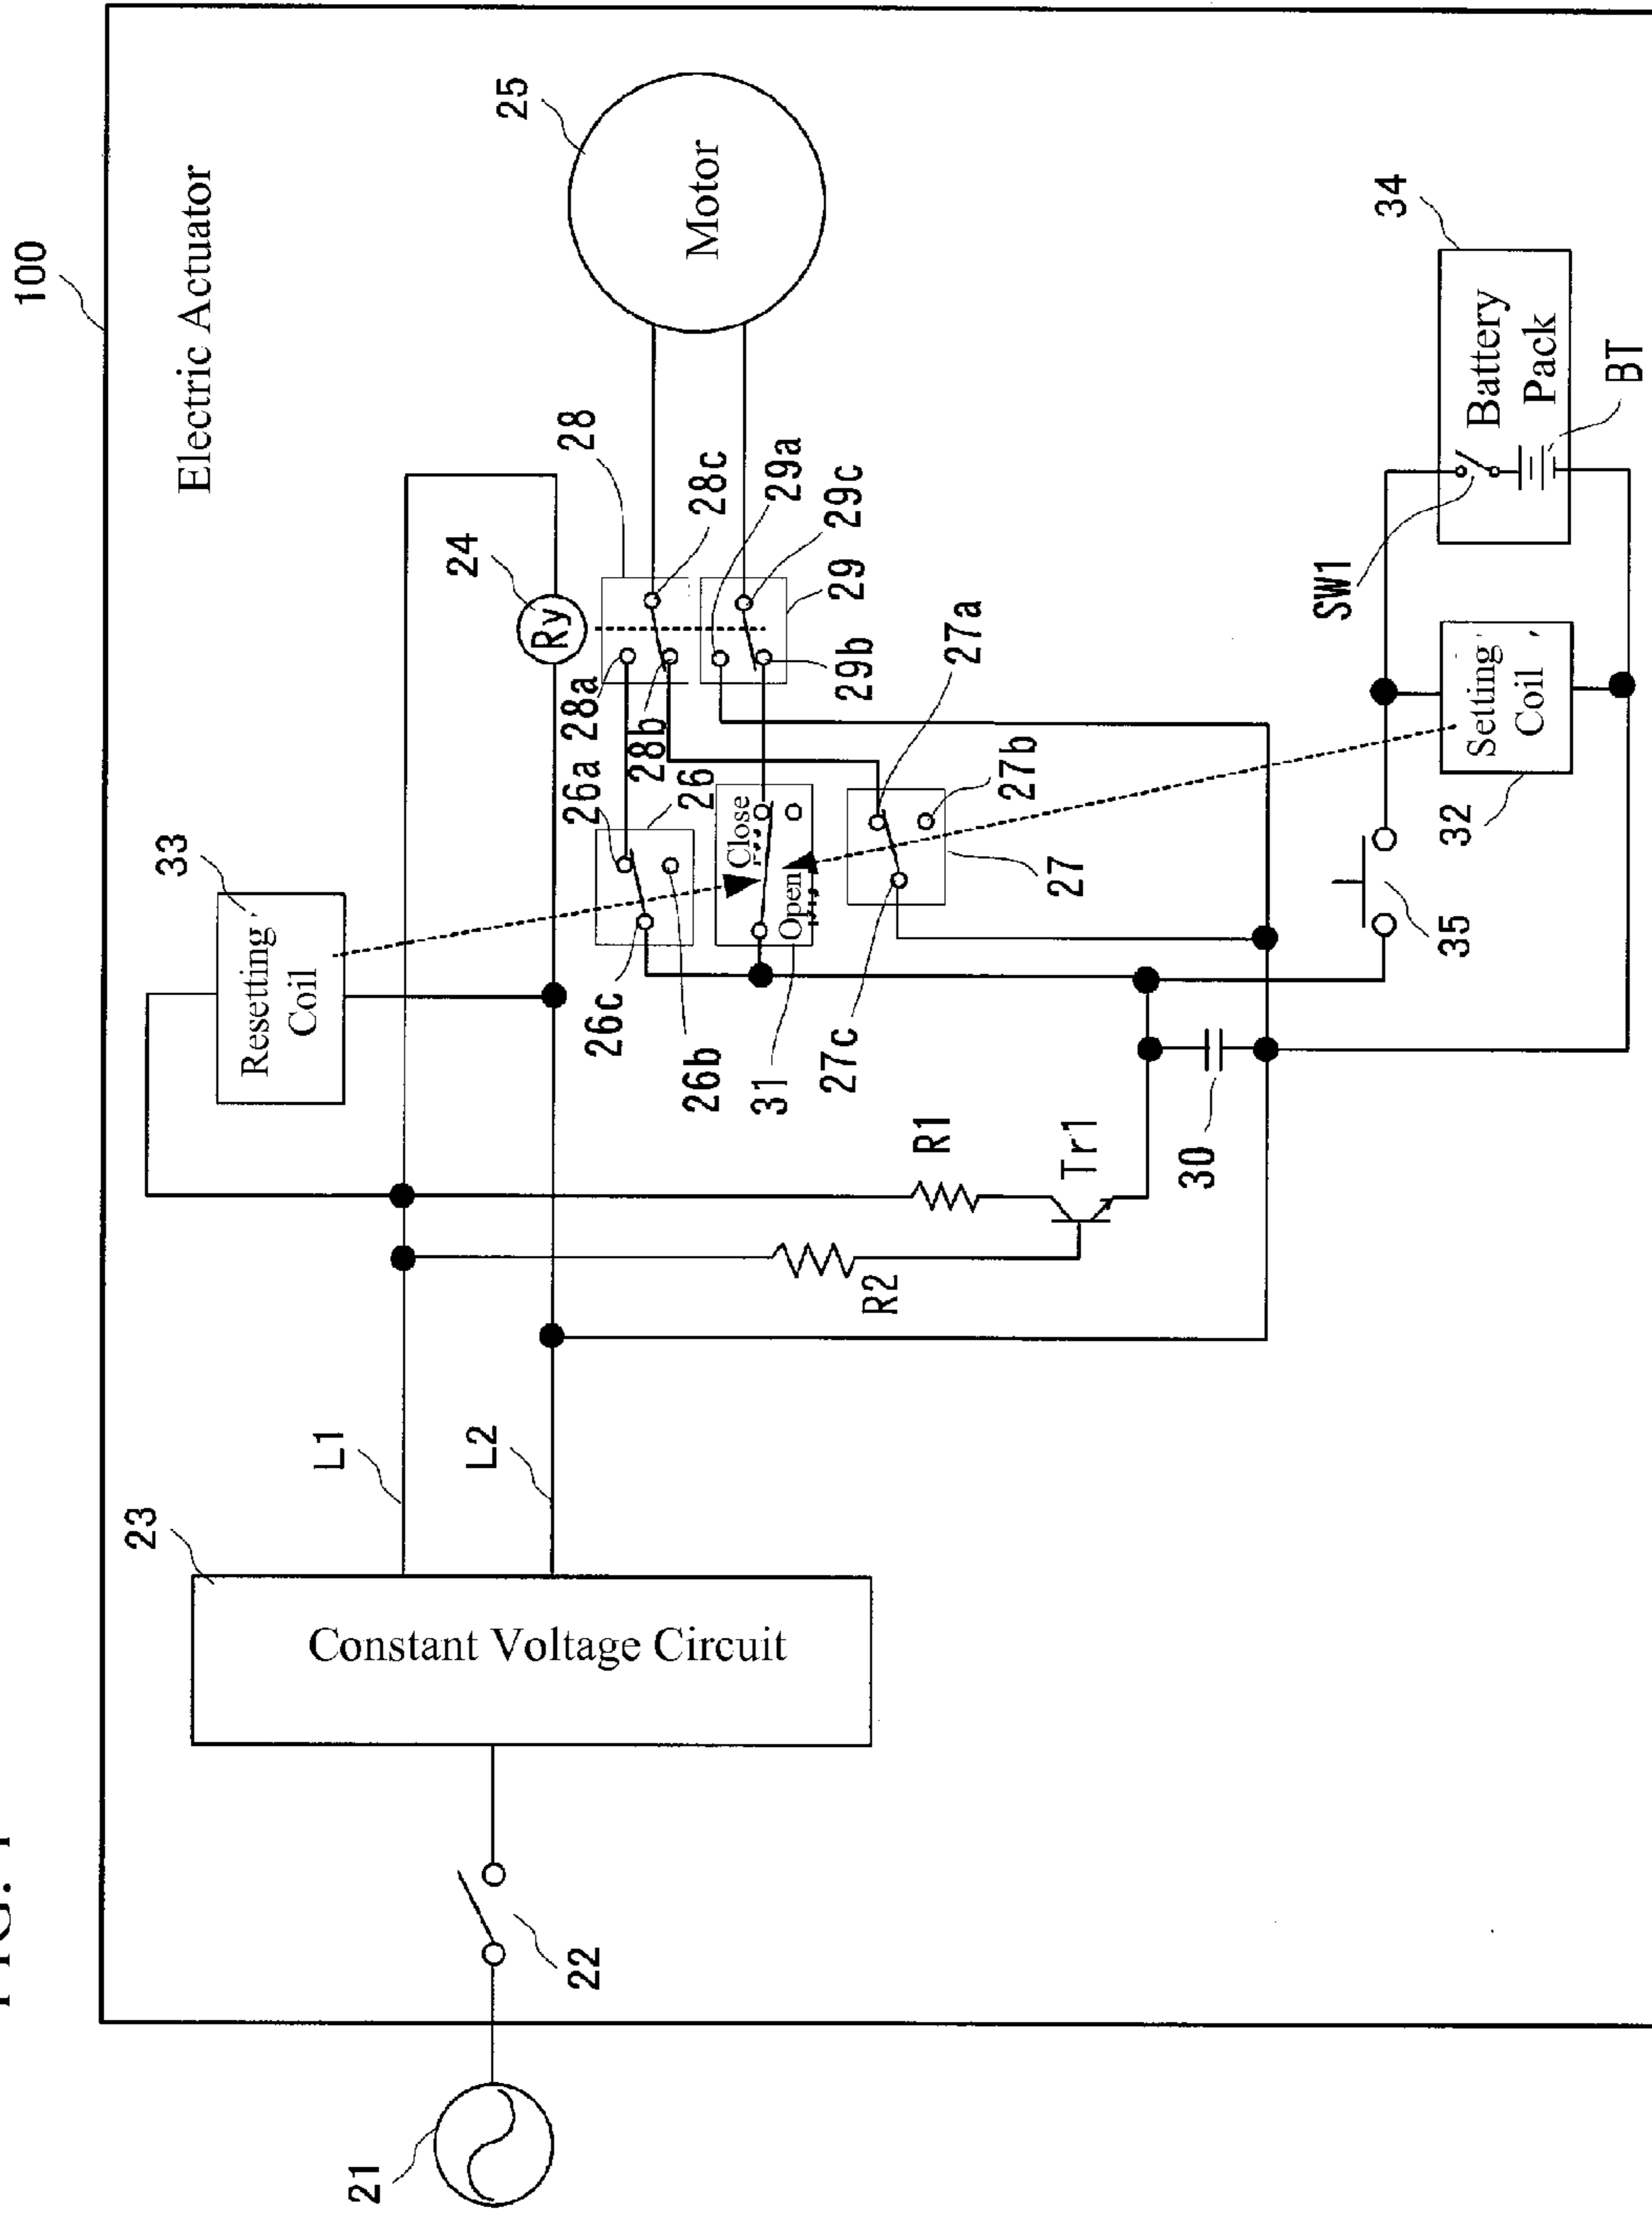 FIG. 1
100
Electric Actuator
21
22
23
Constant Voltage Circuit
L1
L2
33
Resetting
Coil
24
Ry
25
Motor
28
28a
28b
28c
29a
29c
29
29b
26a
26
26c
26b
Close
Open
31
27a
27b
27c
27
R1
R2
Tr1
30
35
32
Setting
Coil
SW1
34
Battery
Pack
BT